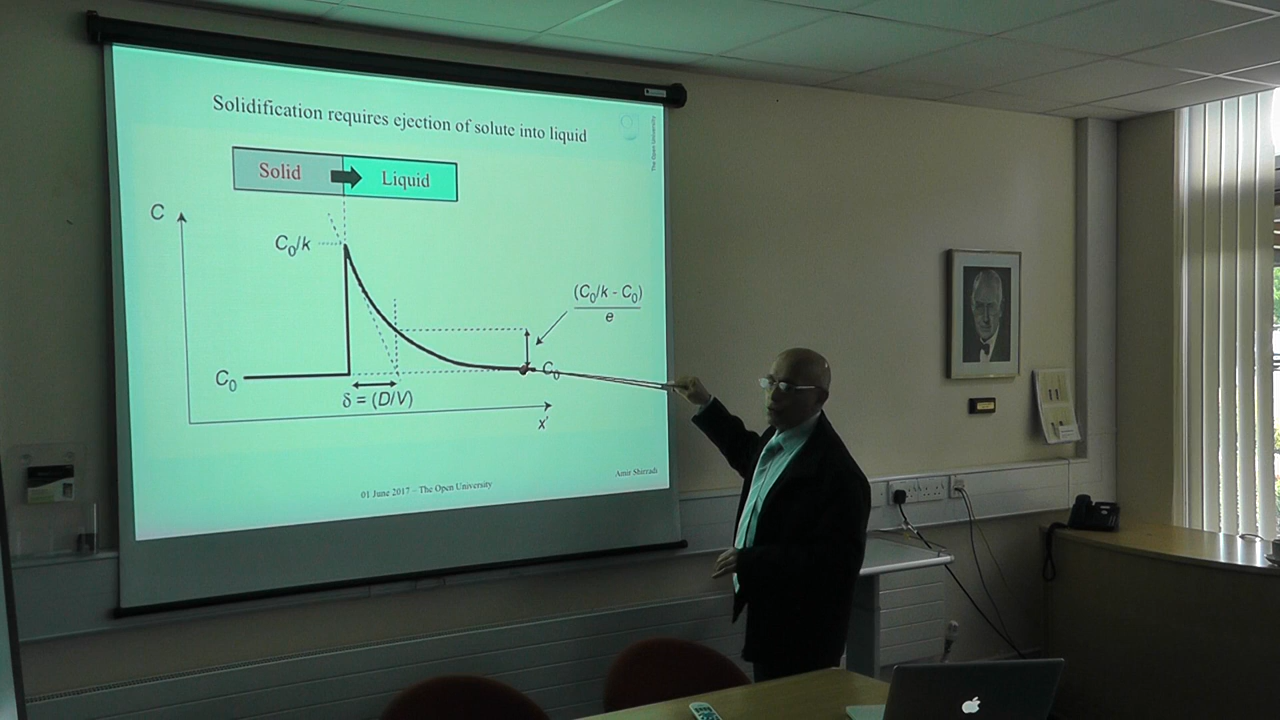 Solidification requires ejection of solute into liquid
The Open University
Solid
Liquid
C
C₀/k
(C₀/k - C₀)
e
C₀
C₀
δ = (D/V)
x'
Amir Shirzadi
01 June 2017 – The Open University